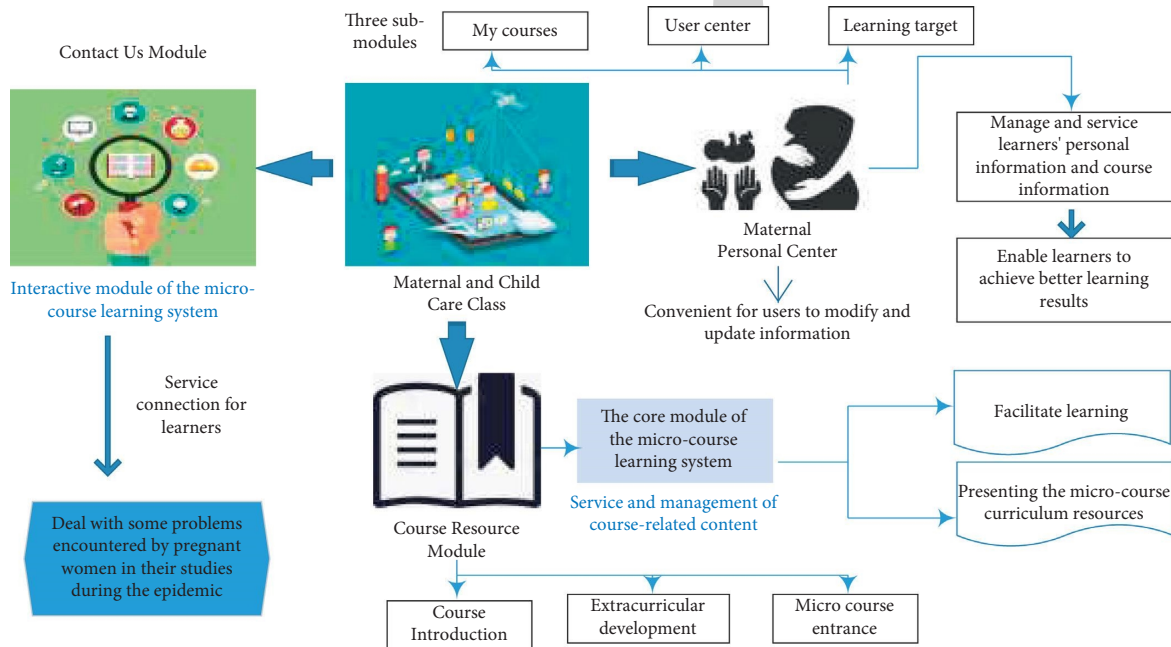 Three sub-
modules
My courses
User center
Learning target
Contact Us Module
Manage and service
learners' personal
information and course
information
Maternal
Personal Center
Enable learners to
achieve better learning
results
Interactive module of the micro-
course learning system
Maternal and Child
Care Class
Convenient for users to modify and
update information
Service
connection for
learners
The core module of
the micro-course
learning system
Facilitate learning
Service and management of
course-related content
Presenting the micro-course
curriculum resources
Deal with some problems
encountered by pregnant
women in their studies
during the epidemic
Course Resource
Module
Course
Introduction
Extracurricular
development
Micro course
entrance